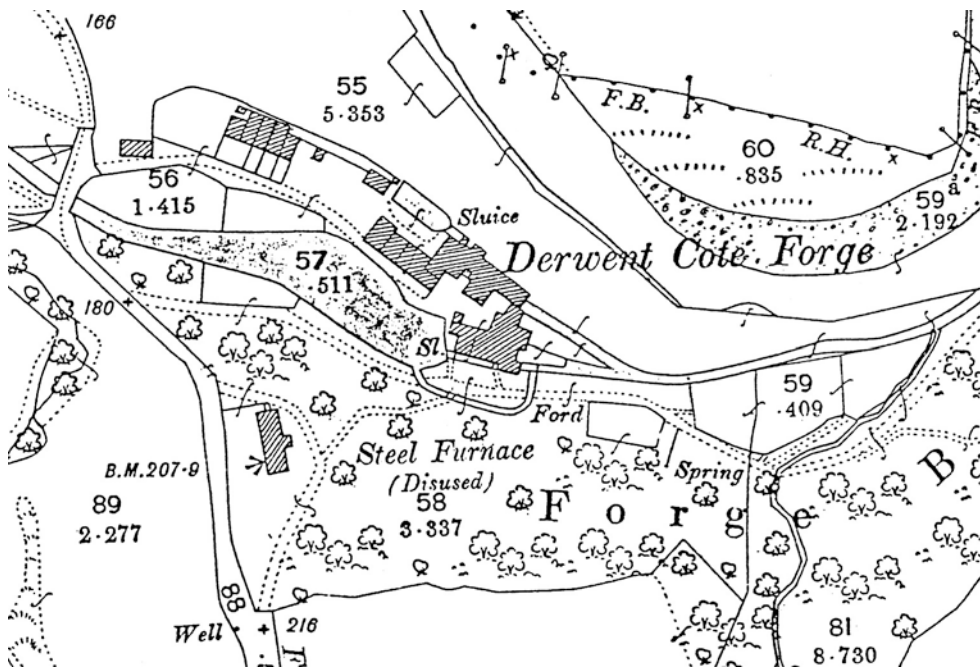 166
55
5·353
F.B.
R.H.
60
.835
59a
2.192
56
1·415
Sluice
Derwent Cote Forge
57
.511
180
Sl
59
.409
Ford
Steel Furnace
(Disused)
Spring
B.M.207·9
58
3·337
Forge
B
89
2·277
88
Well
216
F
81
8·730